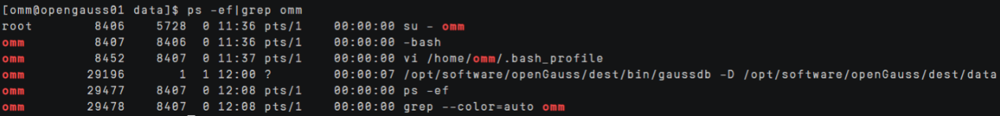 [omm@opengauss01 data]$ ps -ef|grep omm
root 8406 5728 0 11:36 pts/1 00:00:00 su - omm
omm 8407 8406 0 11:36 pts/1 00:00:00 -bash
omm 8452 8407 0 11:37 pts/1 00:00:00 vi /home/omm/.bash_profile
omm 29196 1 1 12:00 ? 00:00:07 /opt/software/openGauss/dest/bin/gaussdb -D /opt/software/openGauss/dest/data
omm 29477 8407 0 12:08 pts/1 00:00:00 ps -ef
omm 29478 8407 0 12:08 pts/1 00:00:00 grep --color=auto omm